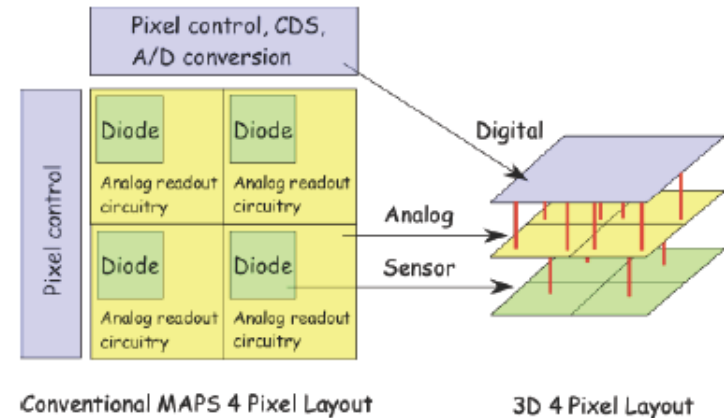 Pixel control, CDS,
A/D conversion
Pixel control
Diode
Analog readout
circuitry
Diode
Analog readout
circuitry
Diode
Analog readout
circuitry
Diode
Analog readout
circuitry
Digital
Analog
Sensor
Conventional MAPS 4 Pixel Layout
3D 4 Pixel Layout